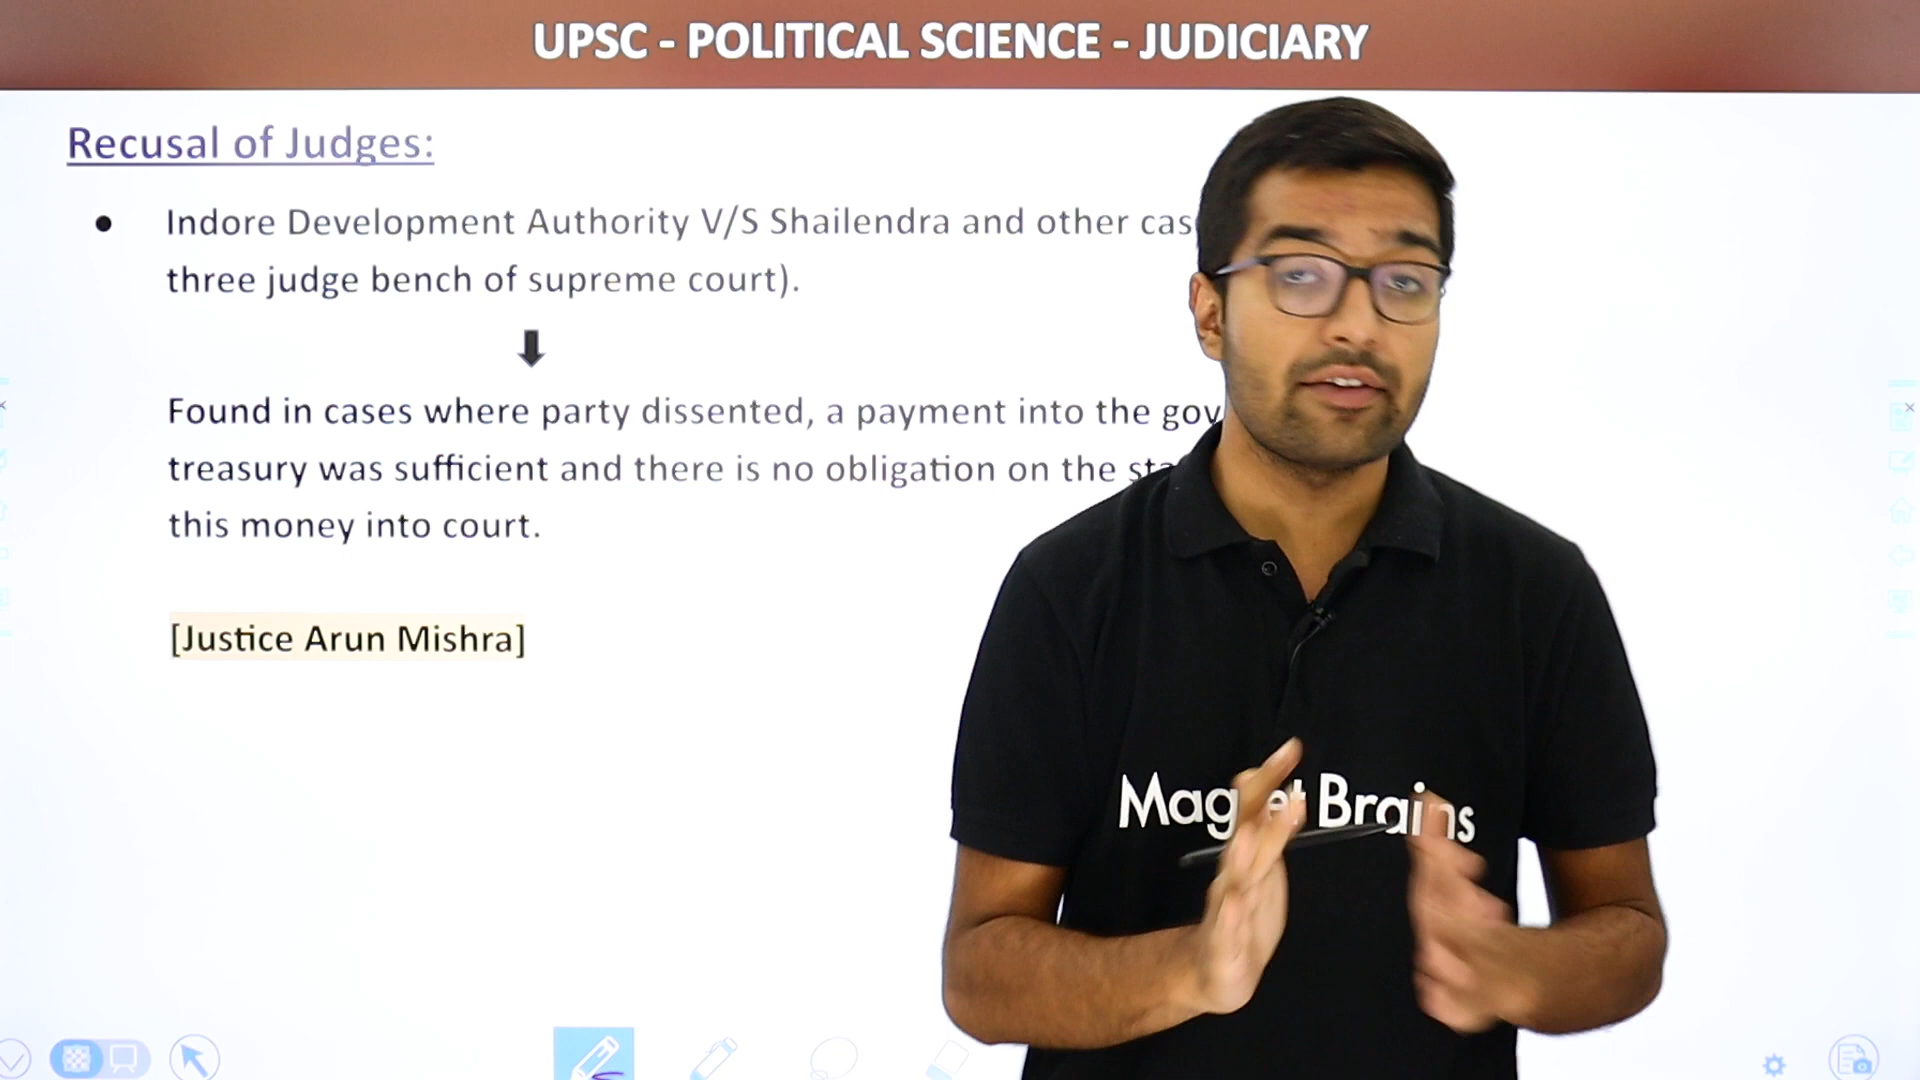 UPSC - POLITICAL SCIENCE - JUDICIARY
Recusal of Judges:
Indore Development Authority V/S Shailendra and other
three judge bench of supreme court).
Found in cases where party dissented, a payment into the
treasury was sufficient and there is no obligation on the
this money into court.
[Justice Arun Mishra]
Magnet Brains